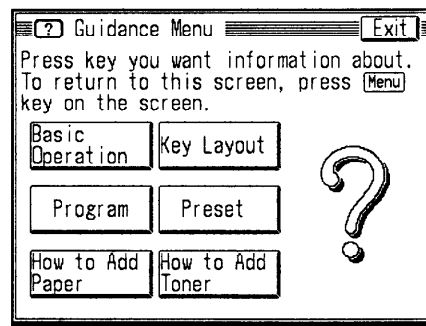 ? Guidance Menu Exit
Press key you want information about.
To return to this screen, press Menu
key on the screen.
Basic
Operation
Key Layout
Program
Preset
How to Add
Paper
How to Add
Toner
?